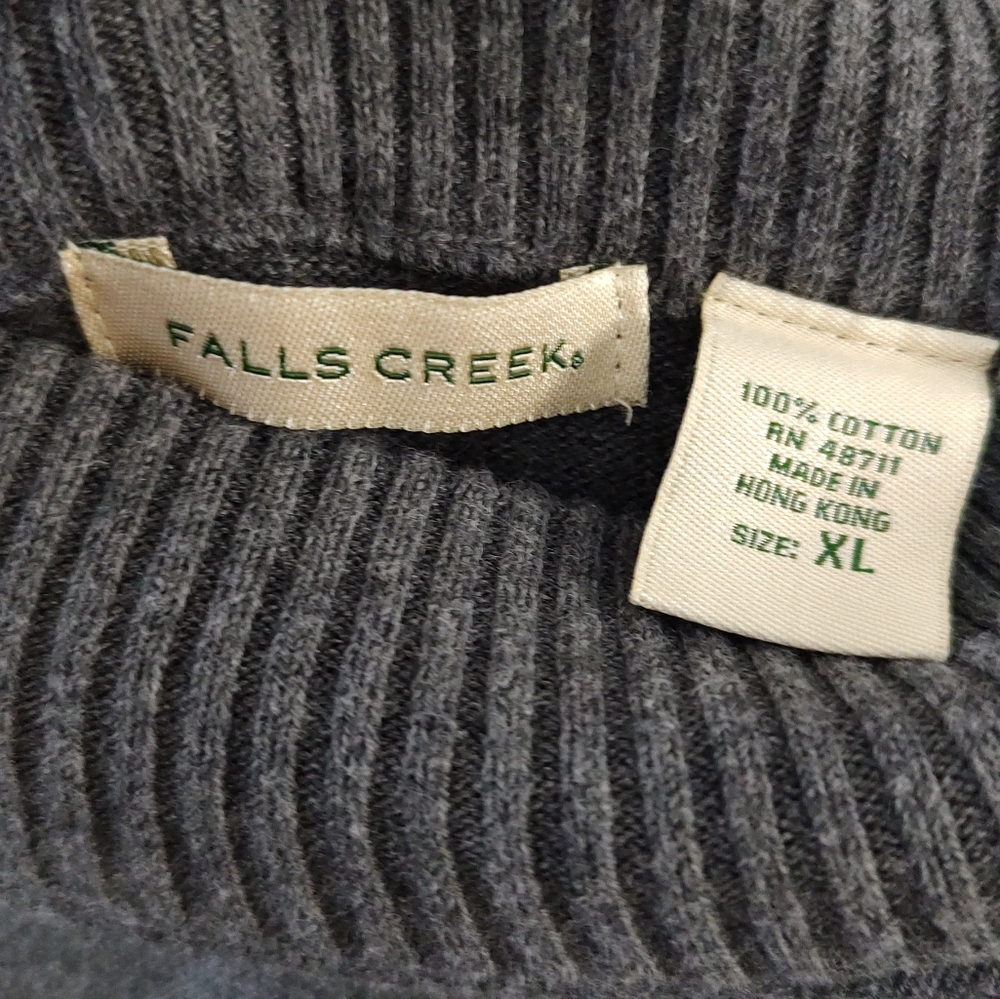 FALLS CREEK®
100% COTTON
RN 48711
MADE IN
HONG KONG
SIZE: XL